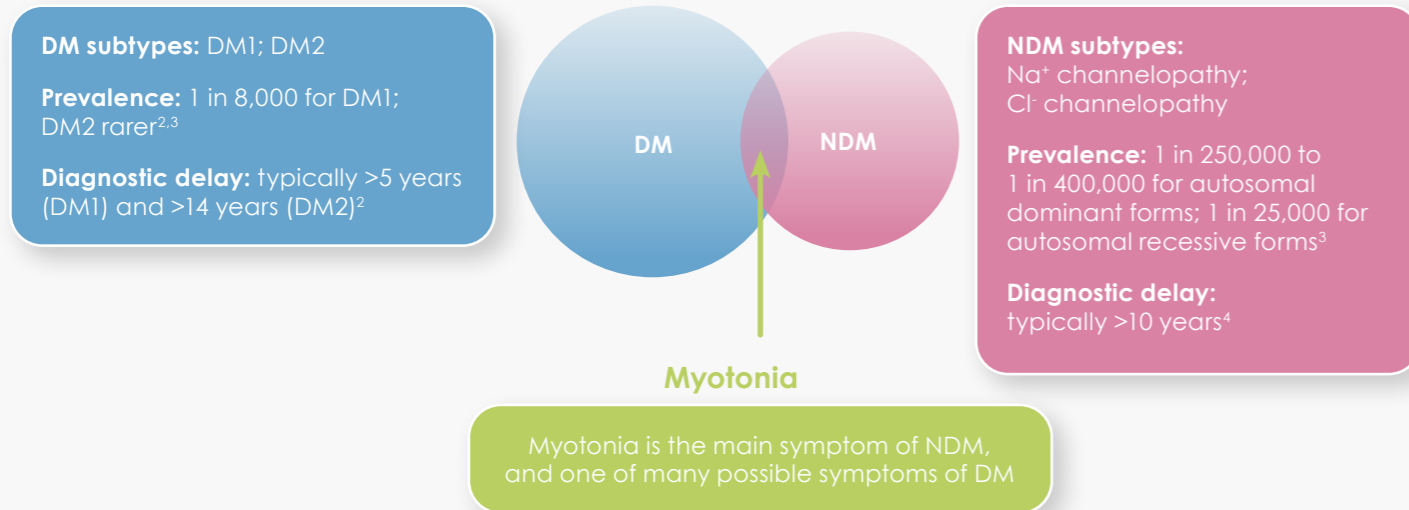 DM subtypes: DM1; DM2
Prevalence: 1 in 8,000 for DM1;
DM2 rarer2,3
Diagnostic delay: typically >5 years
(DM1) and >14 years (DM2)2
DM
NDM
NDM subtypes:
Na+ channelopathy;
Cl- channelopathy
Prevalence: 1 in 250,000 to
1 in 400,000 for autosomal
dominant forms; 1 in 25,000 for
autosomal recessive forms3
Diagnostic delay:
typically >10 years4
Myotonia
Myotonia is the main symptom of NDM,
and one of many possible symptoms of DM